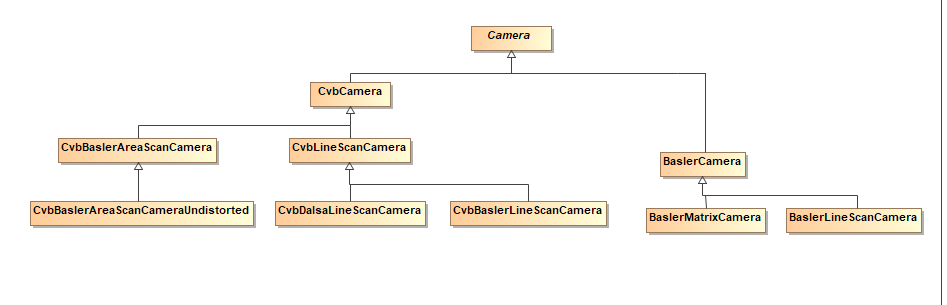 Camera
CvbCamera
CvbBaslerAreaScanCamera
CvbLineScanCamera
BaslerCamera
CvbBaslerAreaScanCameraUndistorted
CvbDalsaLineScanCamera
CvbBaslerLineScanCamera
BaslerMatrixCamera
BaslerLineScanCamera